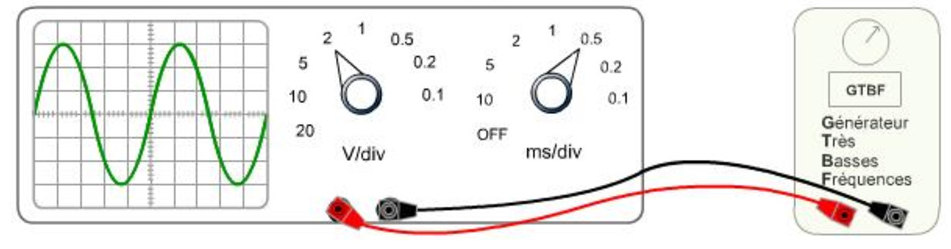 2
1
0.5
5
0.2
10
0.1
20
V/div
2
1
0.5
5
0.2
10
0.1
OFF
ms/div
GTBF
Générateur
Très
Basses
Fréquences